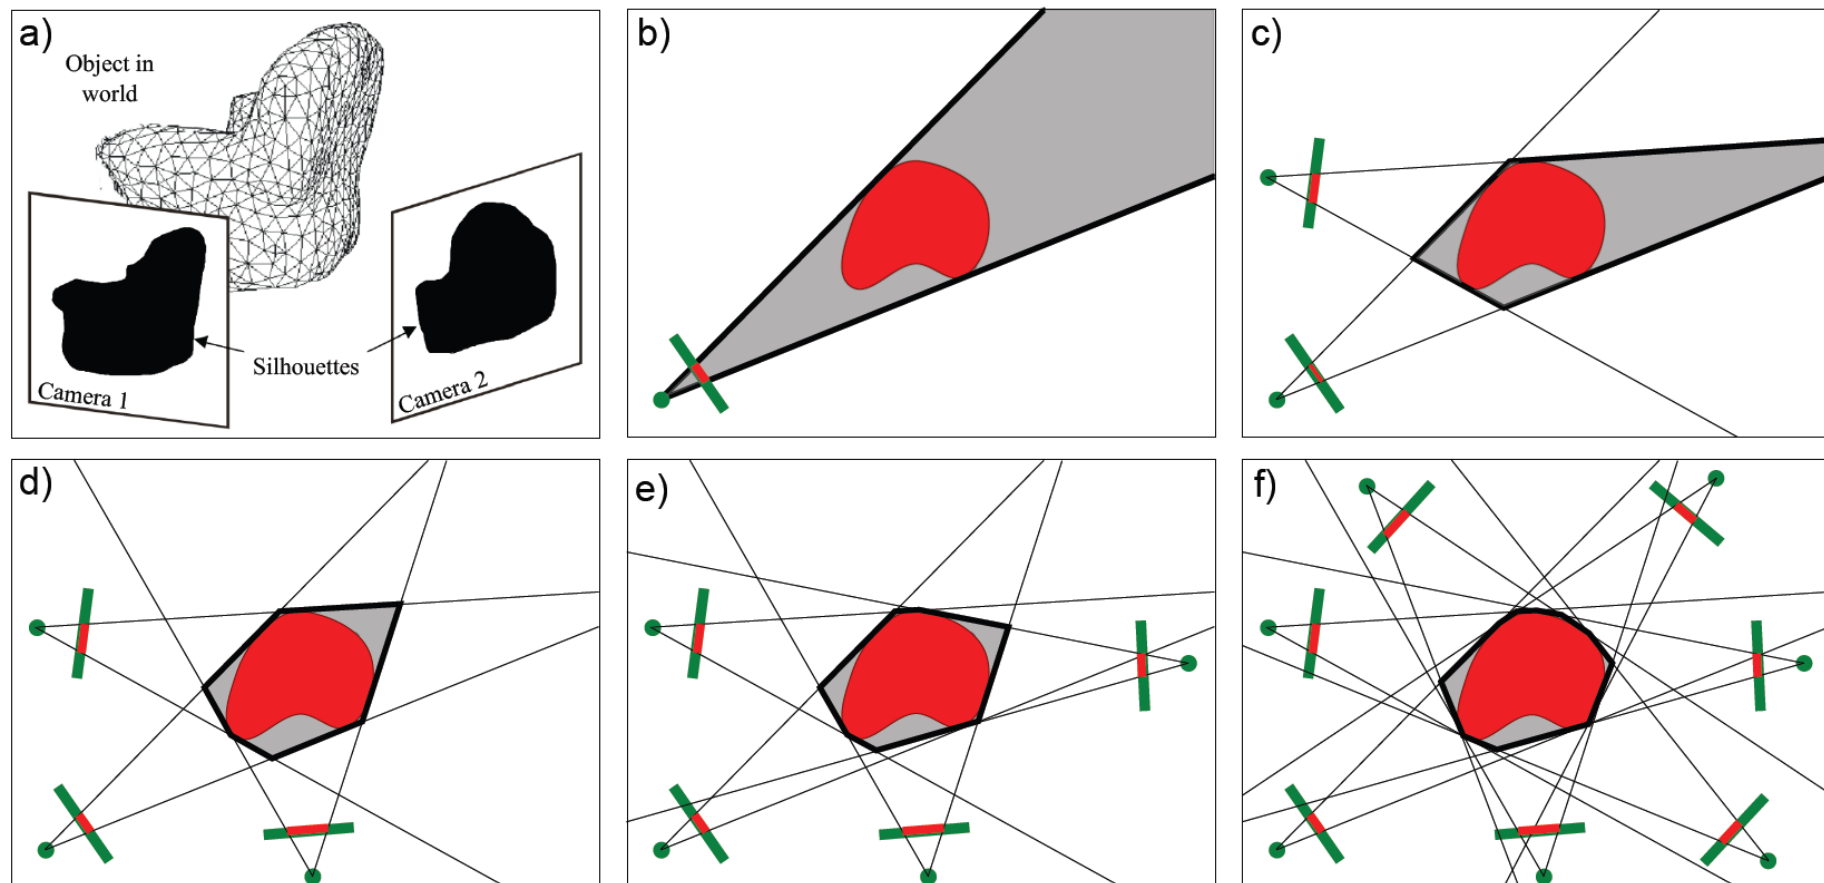 a)
Object in
world
Camera 1
Silhouettes
Camera 2
b)
c)
d)
e)
f)